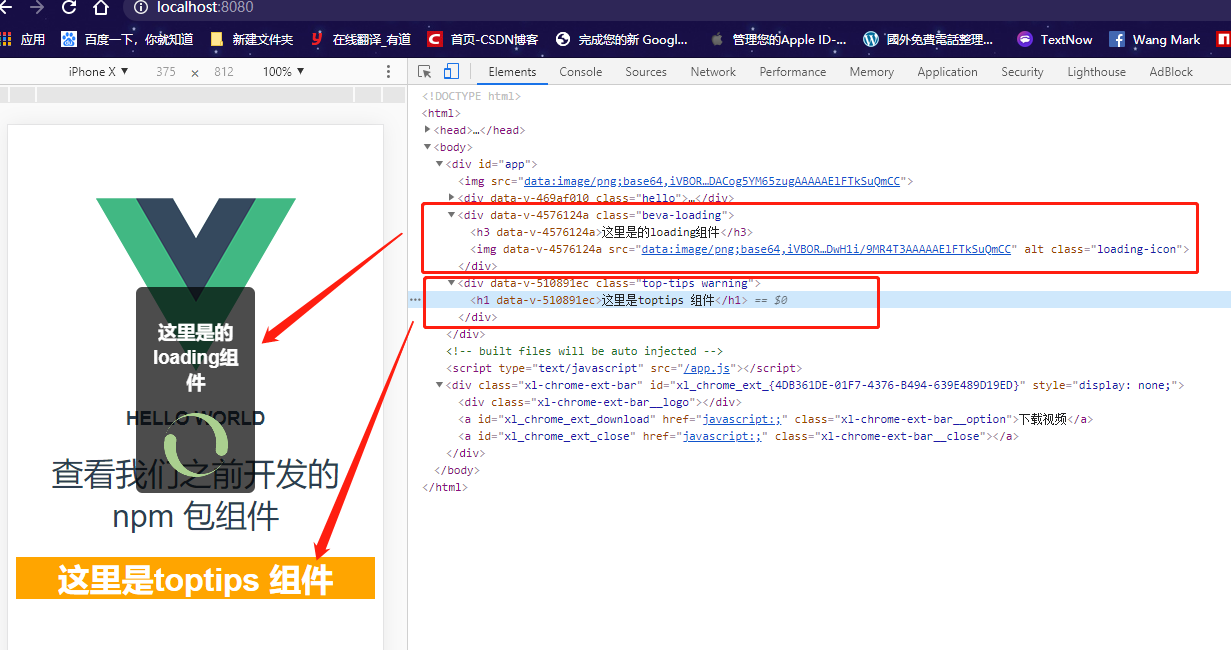 localhost:8080
应用 百度一下，你就知道 新建文件夹 在线翻译_有道 首页-CSDN博客 完成您的新 Googl... 管理您的Apple ID-... 國外免費電話整理... TextNow Wang Mark
iPhone X ▼ 375 × 812 100% ▼
Elements Console Sources Network Performance Memory Application Security Lighthouse AdBlock
<!DOCTYPE html>
<html>
<head>…</head>
<body>
<div id="app">
<img src="data:image/png;base64,iVBOR…DACog5YM65zugAAAAAElFTkSuQmCC">
<div data-v-469af010 class="hello">…</div>
<div data-v-4576124a class="beva-loading">
<h3 data-v-4576124a>这里是的loading组件</h3>
<img data-v-4576124a src="data:image/png;base64,iVBOR…DwH1i/9MR4T3AAAAAElFTkSuQmCC" alt class="loading-icon">
</div>
<div data-v-510891ec class="top-tips warning">
<h1 data-v-510891ec>这里是toptips 组件</h1> == $0
</div>
</div>
<!-- built files will be auto injected -->
<script type="text/javascript" src="/app.js"></script>
<div class="xl-chrome-ext-bar" id="xl_chrome_ext_{4DB361DE-01F7-4376-B494-639E489D19ED}" style="display: none;">
<div class="xl-chrome-ext-bar__logo"></div>
<a id="xl_chrome_ext_download" href="javascript:;" class="xl-chrome-ext-bar__option">下载视频</a>
<a id="xl_chrome_ext_close" href="javascript:;" class="xl-chrome-ext-bar__close"></a>
</div>
</body>
</html>
这里是的
loading组
件
HELLO WORLD
查看我们之前开发的
npm 包组件
这里是toptips 组件